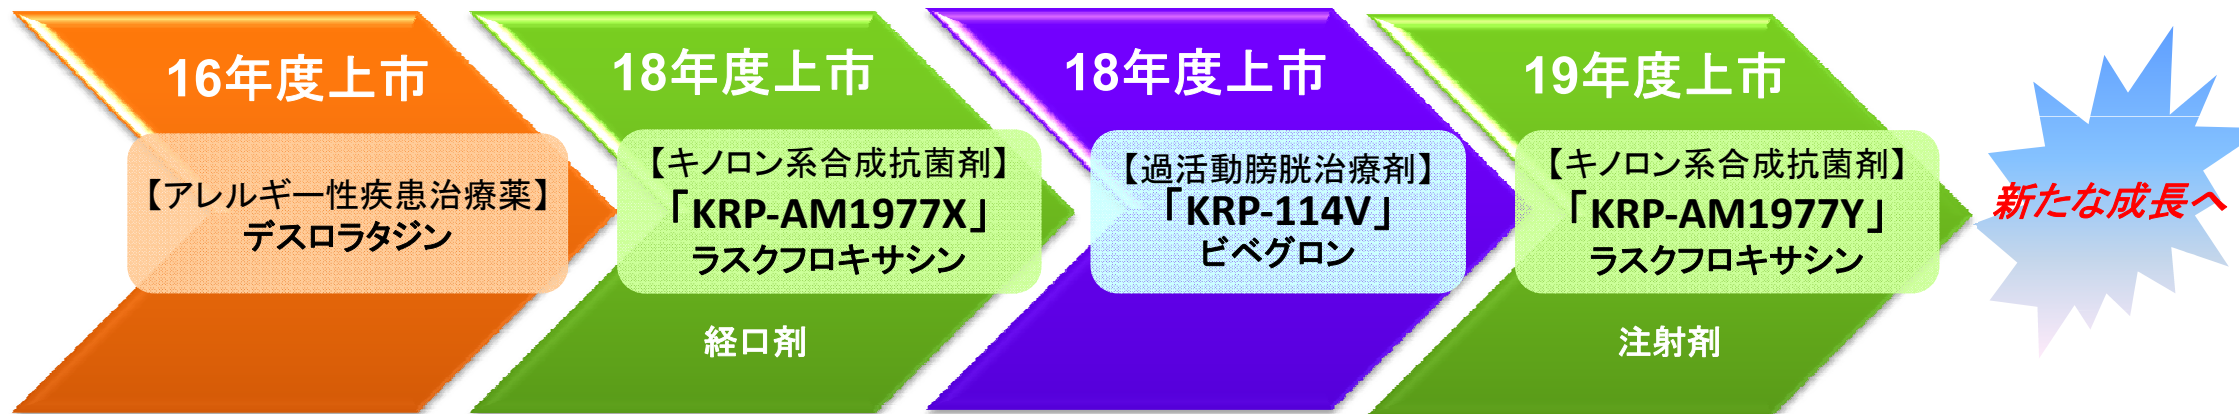 16年度上市
【アレルギー性疾患治療薬】
デスロラタジン
18年度上市
【キノロン系合成抗菌剤】
「KRP-AM1977X」
ラスクフロキサシン
経口剤
18年度上市
【過活動膀胱治療剤】
「KRP-114V」
ビベグロン
19年度上市
【キノロン系合成抗菌剤】
「KRP-AM1977Y」
ラスクフロキサシン
注射剤
新たな成長へ